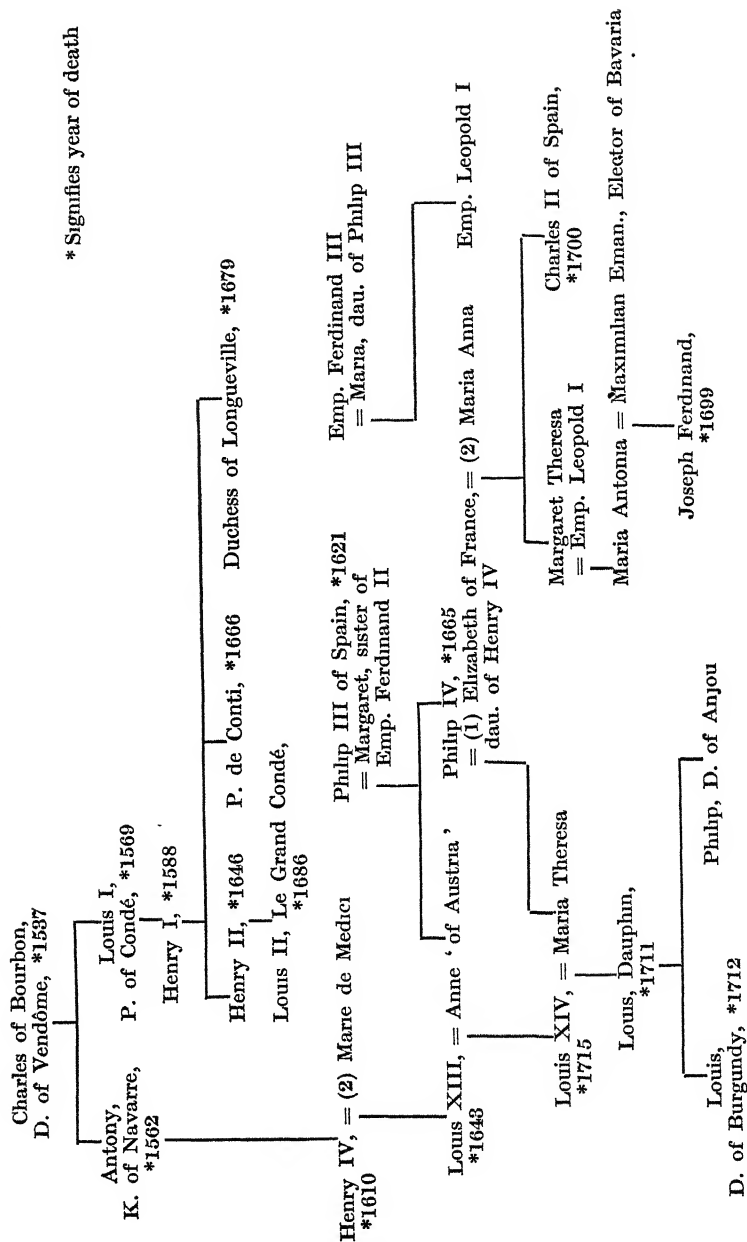 * Signifies year of death
Charles of Bourbon,
D. of Vendôme, *1537
Antony,
K. of Navarre,
*1562
Louis I,
P. of Condé, *1569
Henry I, *1588
Henry II, *1646
P. de Conti, *1666
Duchess of Longueville, *1679
Louis II, Le Grand Condé,
*1686
Henry IV, = (2) Marie de Medici
*1610
Philip III of Spain, *1621
= Margaret, sister of
Emp. Ferdinand II
Emp. Ferdinand III
= Maria, dau. of Philip III
Louis XIII, = Anne ‘ of Austria ’
*1643
Philip IV, *1665
= (1) Elizabeth of France, = (2) Maria Anna
dau. of Henry IV
Emp. Leopold I
Louis XIV, = Maria Theresa
*1715
Margaret Theresa
= Emp. Leopold I
Charles II of Spain,
*1700
Louis, Dauphin,
*1711
Maria Antonia = Maximilian Eman., Elector of Bavaria
Louis,
D. of Burgundy, *1712
Philip, D. of Anjou
Joseph Ferdinand,
*1699